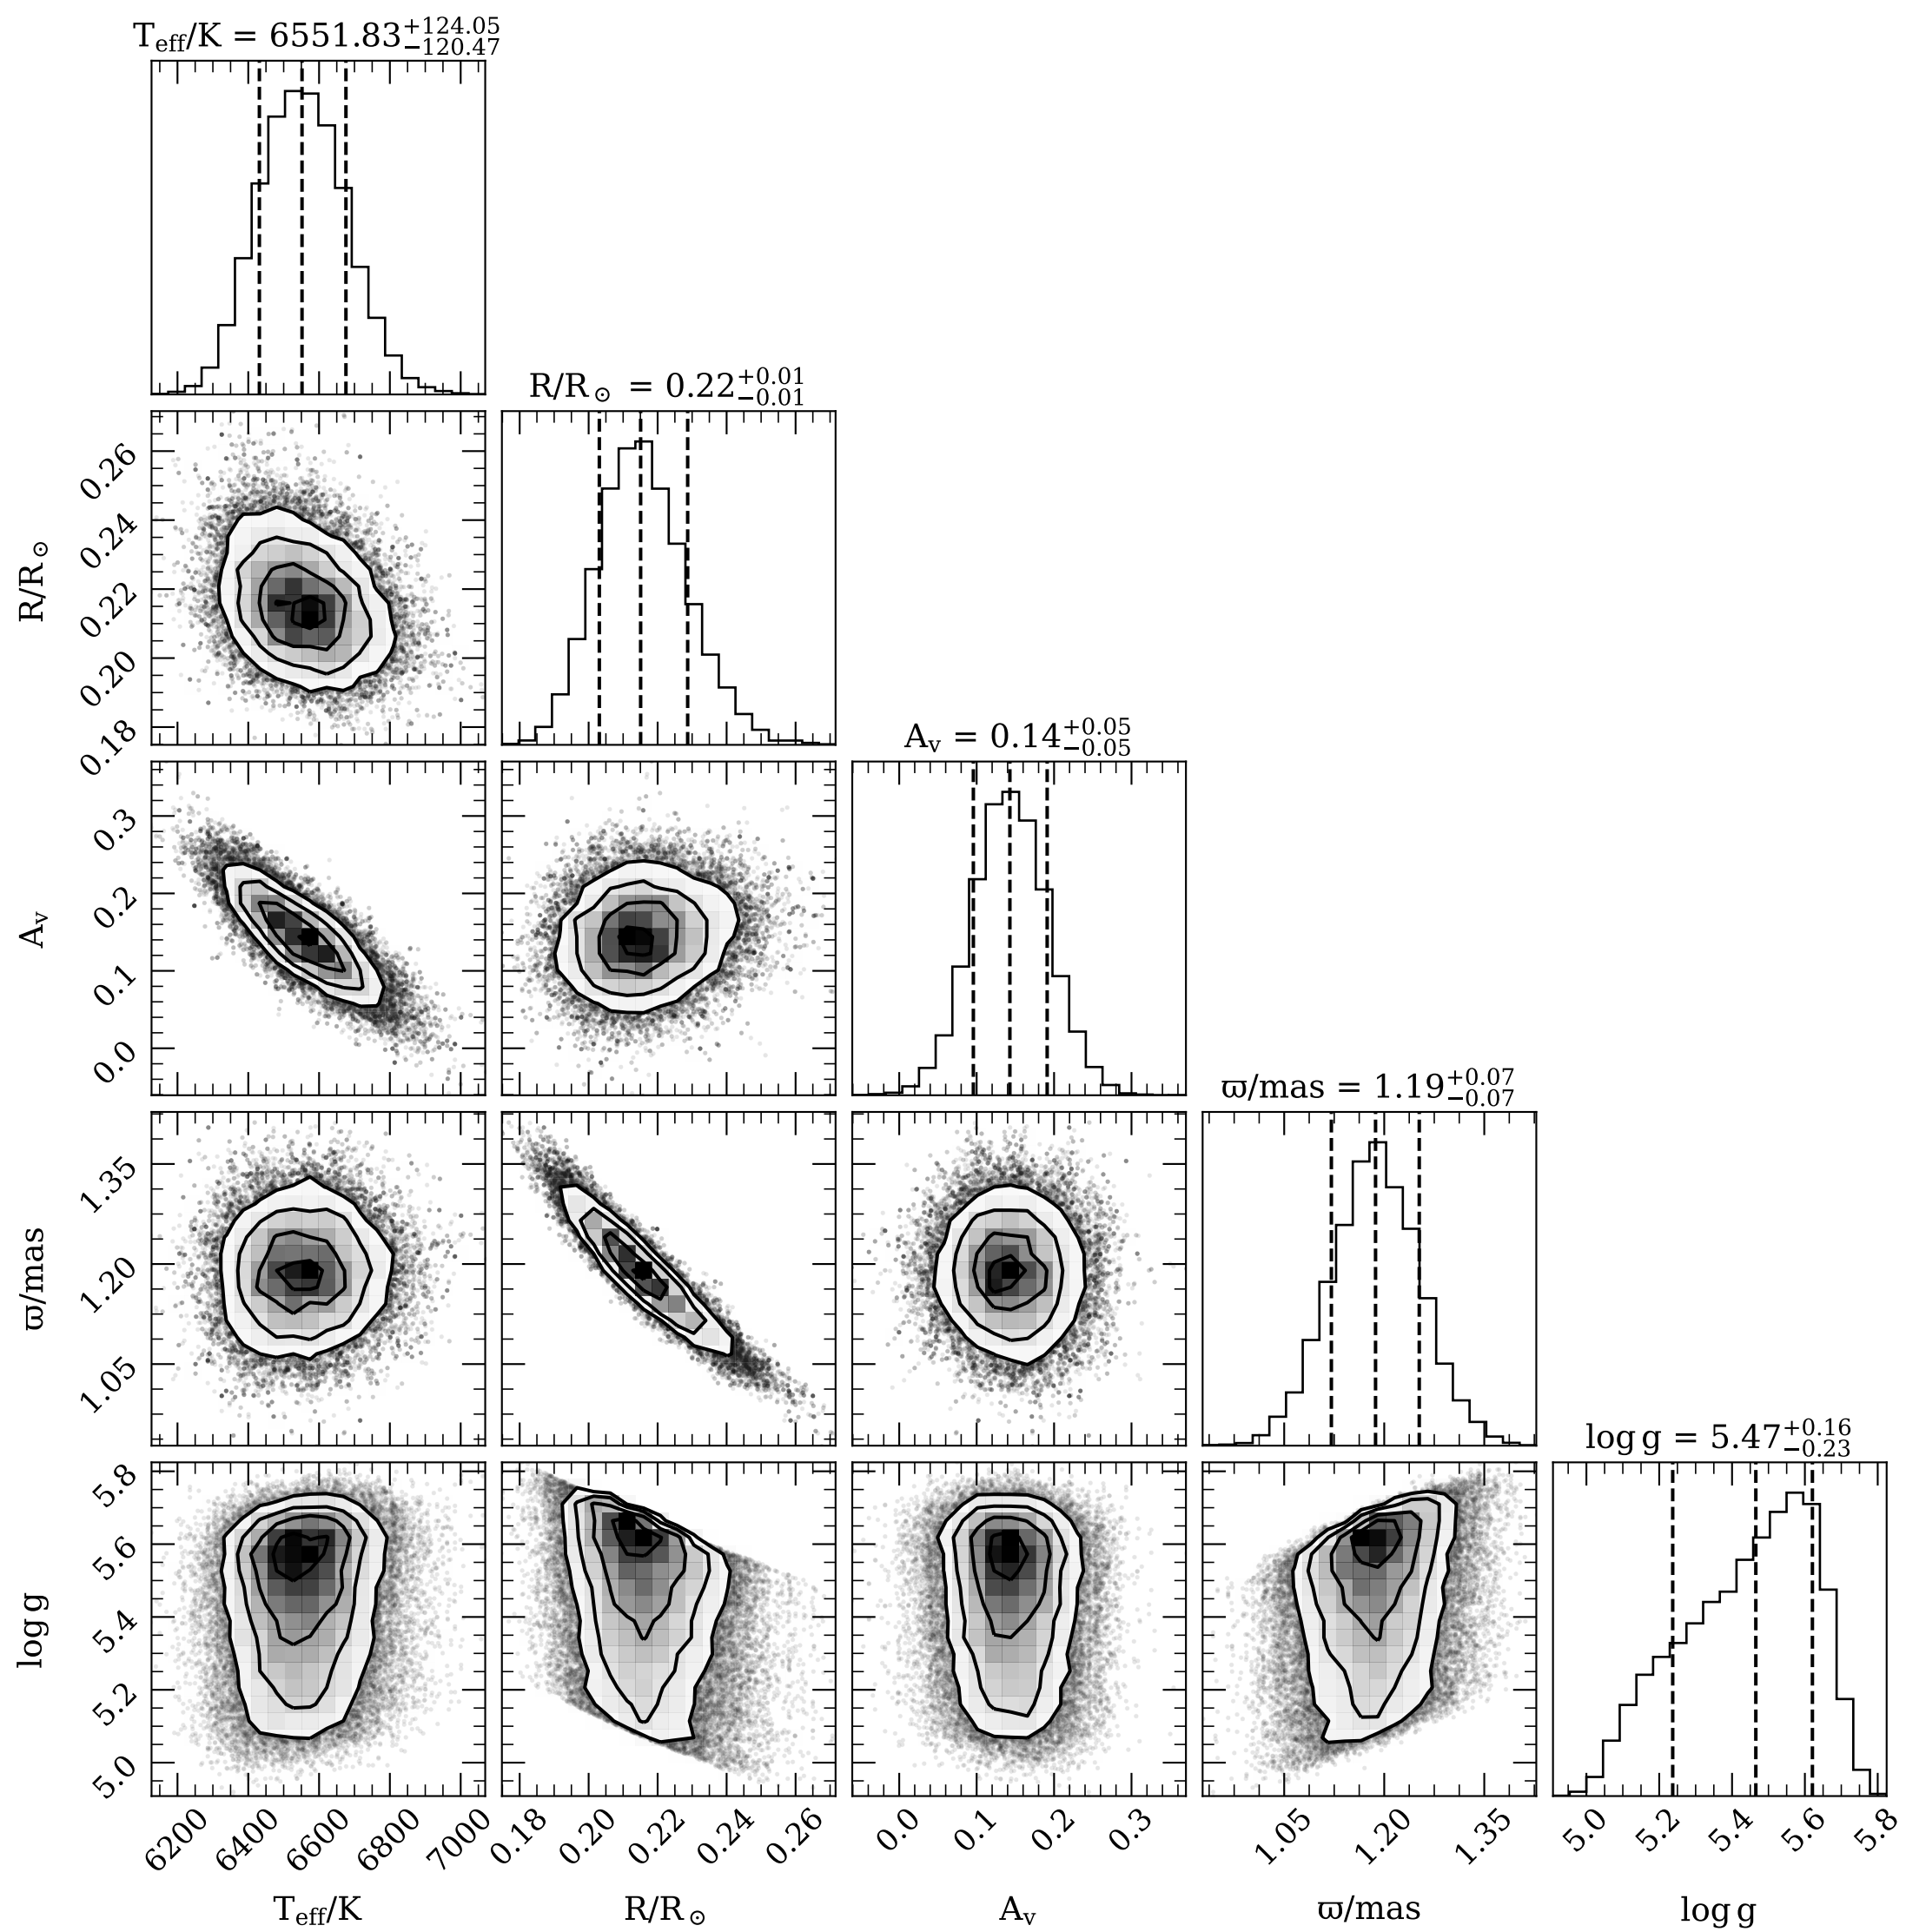 T_eff/K = 6551.83 +124.05 −120.47
R/R⊙ = 0.22 +0.01 −0.01
0.26
0.24
0.22
0.20
0.18
R/R⊙
A_v = 0.14 +0.05 −0.05
0.3
0.2
0.1
0.0
A_v
ϖ/mas = 1.19 +0.07 −0.07
1.35
1.20
1.05
ϖ/mas
log g = 5.47 +0.16 −0.23
5.8
5.6
5.4
5.2
5.0
log g
6200 6400 6600 6800 7000 0.18 0.20 0.22 0.24 0.26 0.0 0.1 0.2 0.3 1.05 1.20 1.35 5.0 5.2 5.4 5.6 5.8
T_eff/K R/R⊙ A_v ϖ/mas log g